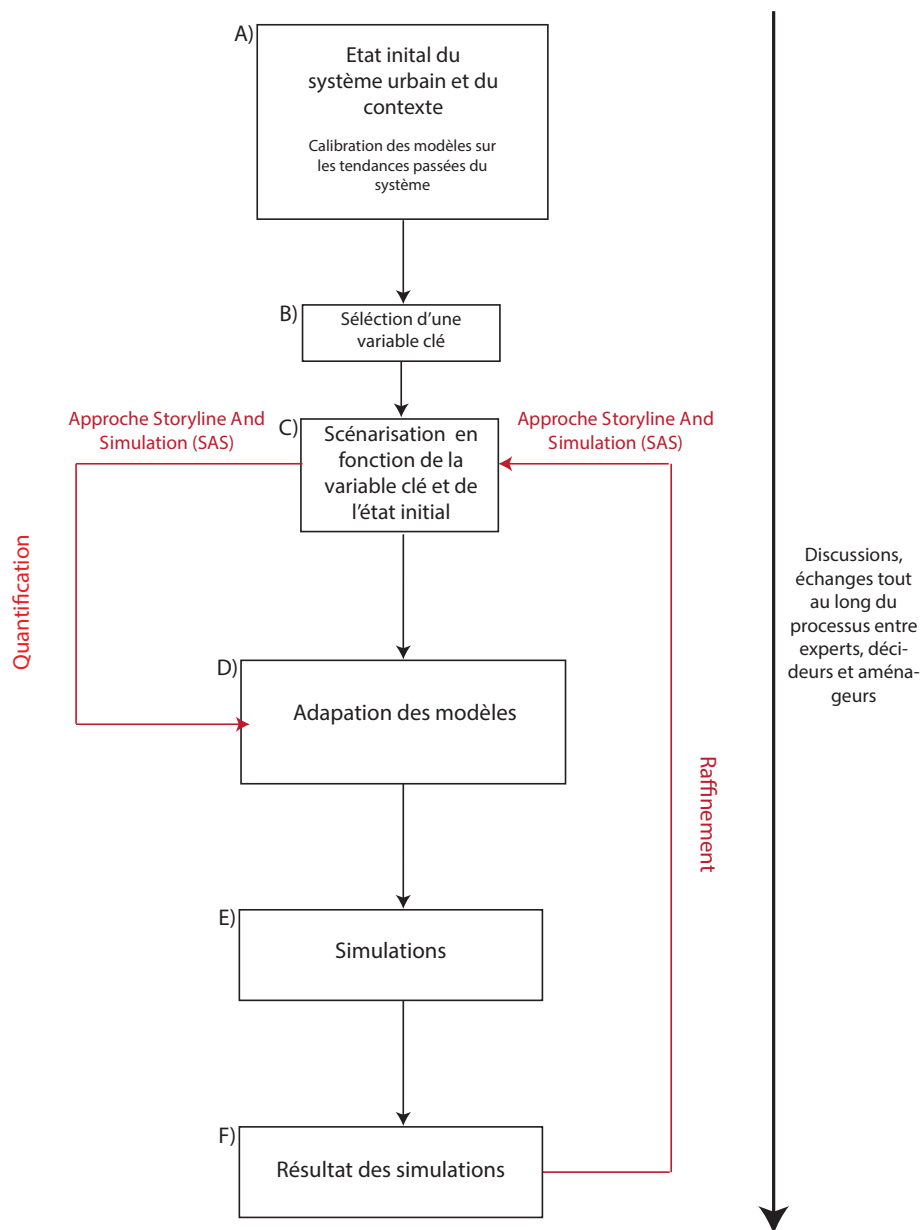 A)
Etat inital du
système urbain et du
contexte
Calibration des modèles sur
les tendances passées du
système
B)
Séléction d'une
variable clé
Approche Storyline And
Simulation (SAS)
C)
Scénarisation en
fonction de la
variable clé et de
l'état initial
Approche Storyline And
Simulation (SAS)
Quantification
Discussions,
échanges tout
au long du
processus entre
experts, déci-
deurs et aména-
geurs
D)
Adapation des modèles
Raffinement
E)
Simulations
F)
Résultat des simulations